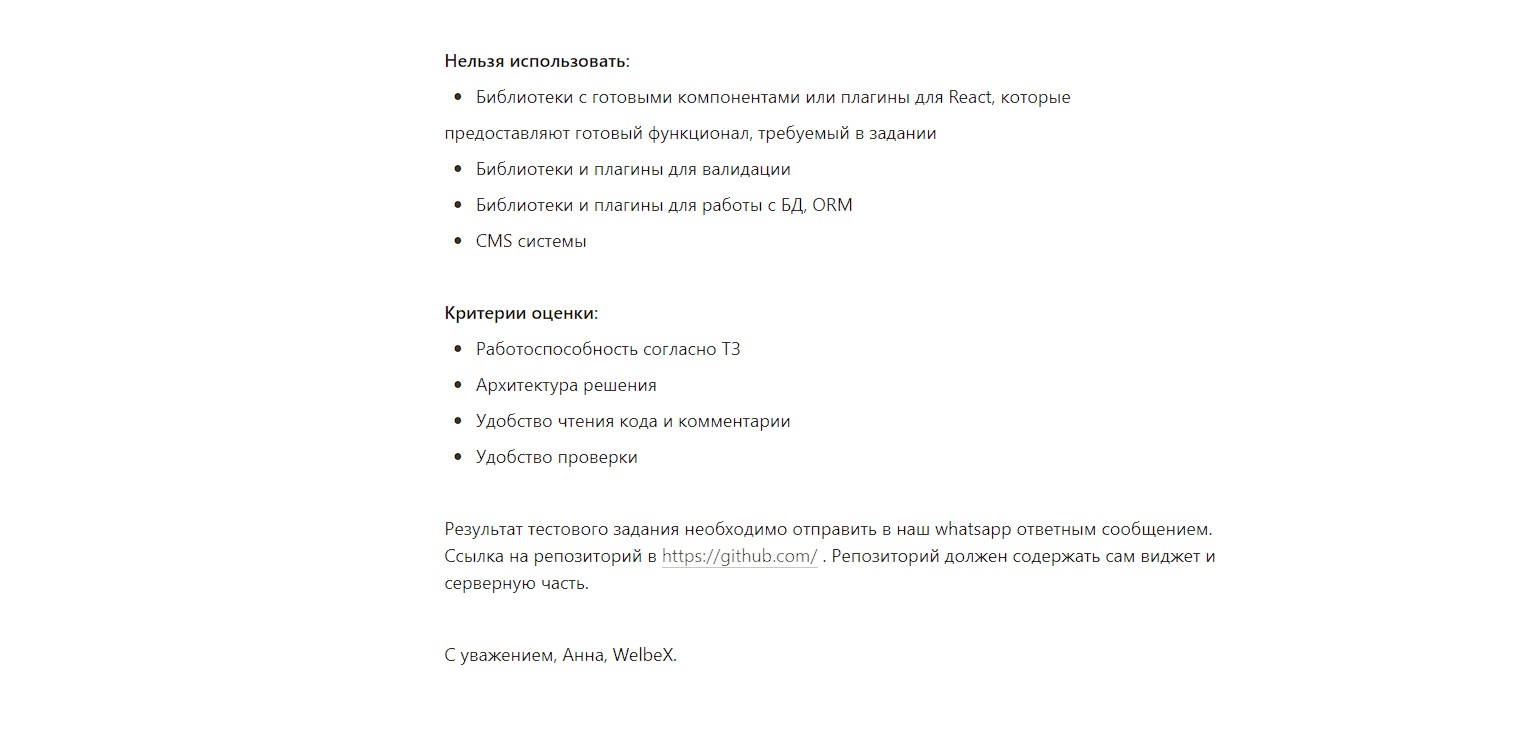 Нельзя использовать:
• Библиотеки с готовыми компонентами или плагины для React, которые
предоставляют готовый функционал, требуемый в задании
• Библиотеки и плагины для валидации
• Библиотеки и плагины для работы с БД, ORM
• CMS системы
Критерии оценки:
• Работоспособность согласно ТЗ
• Архитектура решения
• Удобство чтения кода и комментарии
• Удобство проверки
Результат тестового задания необходимо отправить в наш whatsapp ответным сообщением.
Ссылка на репозиторий в https://github.com/ . Репозиторий должен содержать сам виджет и
серверную часть.
С уважением, Анна, WelbeX.